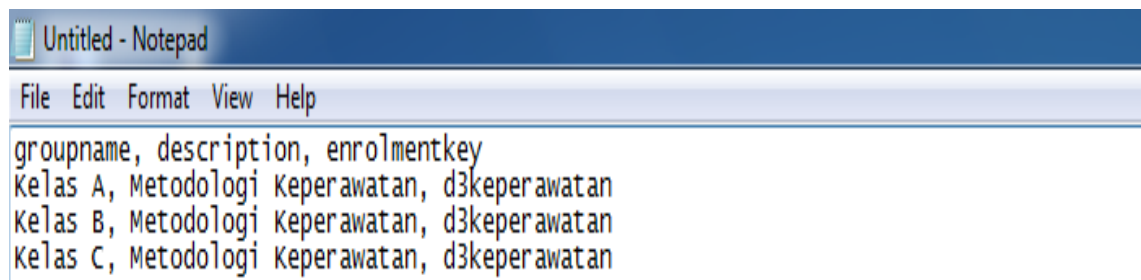 Untitled - Notepad
File Edit Format View Help
groupname, description, enrolmentkey
Kelas A, Metodologi Keperawatan, d3keperawatan
Kelas B, Metodologi Keperawatan, d3keperawatan
Kelas C, Metodologi Keperawatan, d3keperawatan